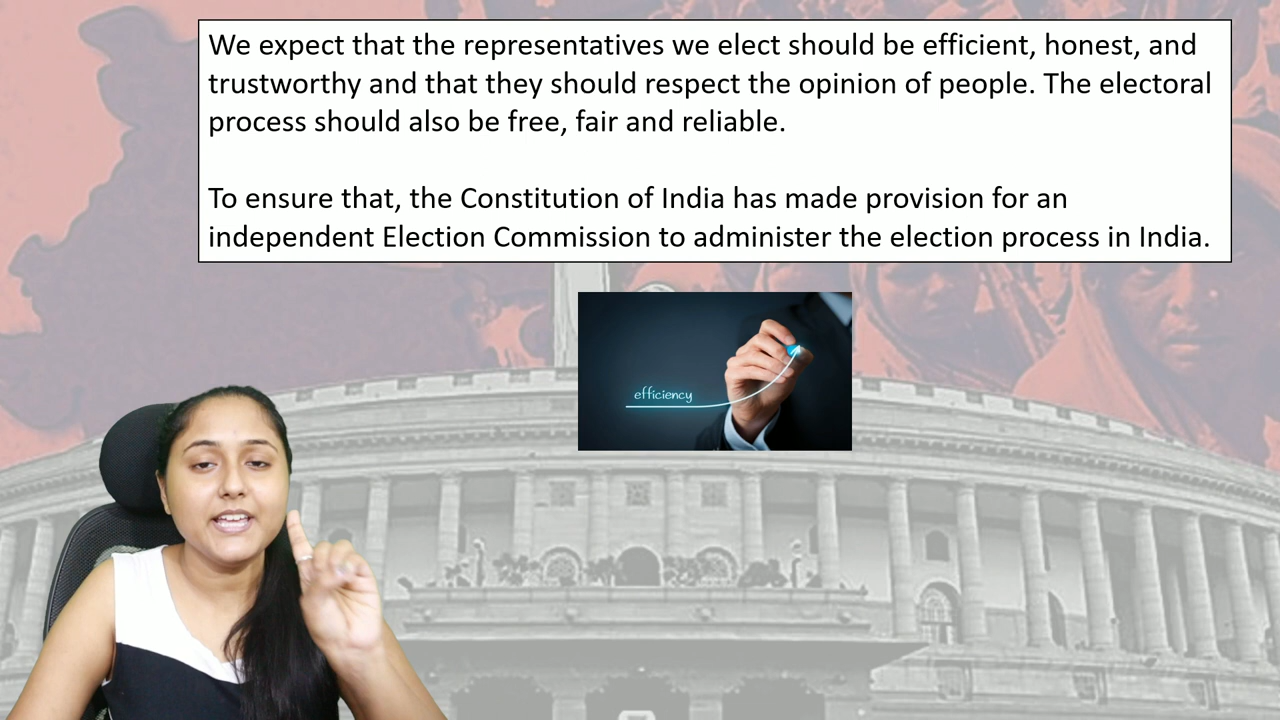 We expect that the representatives we elect should be efficient, honest, and
trustworthy and that they should respect the opinion of people. The electoral
process should also be free, fair and reliable.
To ensure that, the Constitution of India has made provision for an
independent Election Commission to administer the election process in India.
efficiency